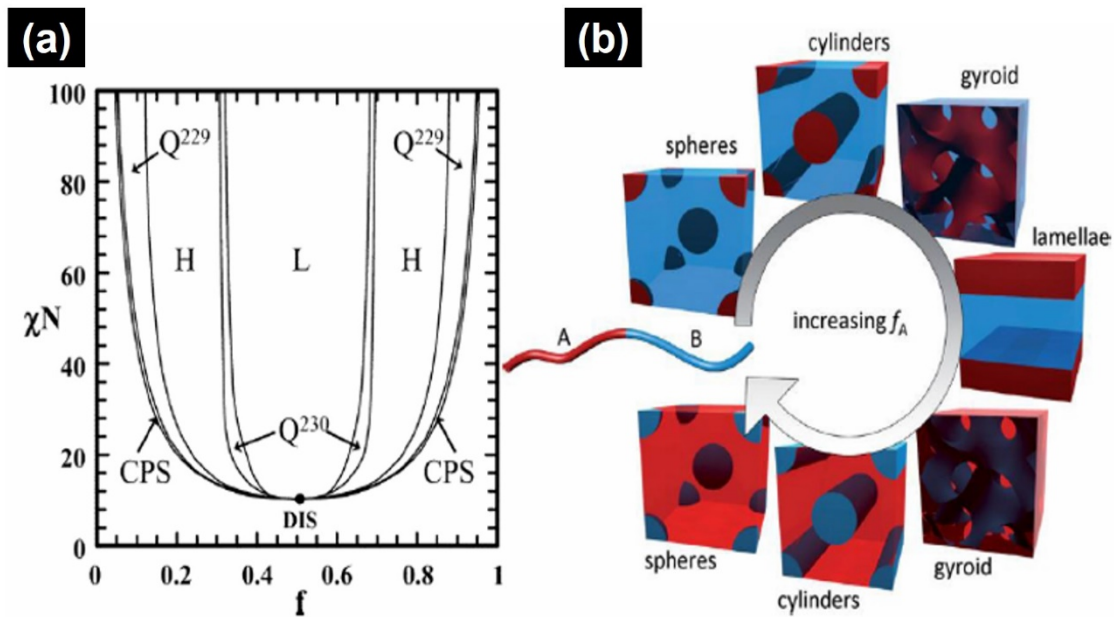 (a)
100
80
60
40
20
0
χN
0
0.2
0.4
0.6
0.8
1
f
Q²²⁹
Q²²⁹
H
L
H
Q²³⁰
CPS
CPS
DIS
(b)
cylinders
gyroid
spheres
lamellae
increasing fA
A
B
spheres
cylinders
gyroid